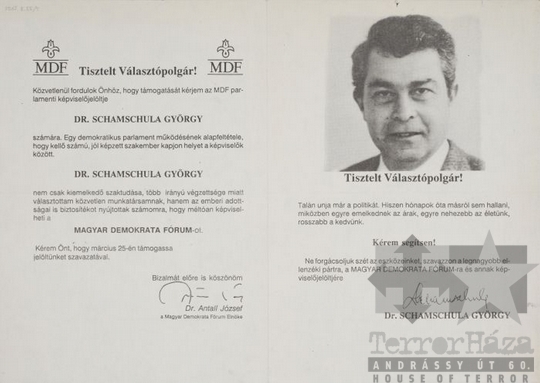 MDF Tisztelt Választópolgár! MDF
Közvetlenül fordulok Önhöz, hogy támogatását kérjem az MDF par-
lamenti képviselőjelöltje
DR. SCHAMSCHULA GYÖRGY
számára. Egy demokratikus parlament működésének alapfeltétele,
hogy kellő számú, jól képzett szakember kapjon helyet a képviselők
között.
DR. SCHAMSCHULA GYÖRGY
nem csak kiemelkedő szaktudása, több irányú végzettsége miatt
választottam közvetlen munkatársamnak, hanem az emberi adott-
ságai is biztosítékot nyújtottak számomra, hogy méltóan képvisel-
heti a
MAGYAR DEMOKRATA FÓRUM-ot.
Kérem Önt, hogy március 25-én támogassa
jelöltünket szavazatával.
Bizalmát előre is köszönöm
Dr. Antall József
a Magyar Demokrata Fórum Elnöke
Tisztelt Választópolgár!
Talán unja már a politikát. Hiszen hónapok óta másról sem hallani,
miközben egyre emelkednek az árak, egyre nehezebb az életünk,
rosszabb a kedvünk.
Kérem segítsen!
Ne forgácsoljuk szét az eszközeinket, szavazzon a legnagyobb el-
lenzéki pártra, a MAGYAR DEMOKRATA FÓRUM-ra és annak kép-
viselőjelöltjére
Schamschula
Dr. SCHAMSCHULA GYÖRGY
TerrorHáza
ANDRÁSSY ÚT 60.
HOUSE OF TERROR